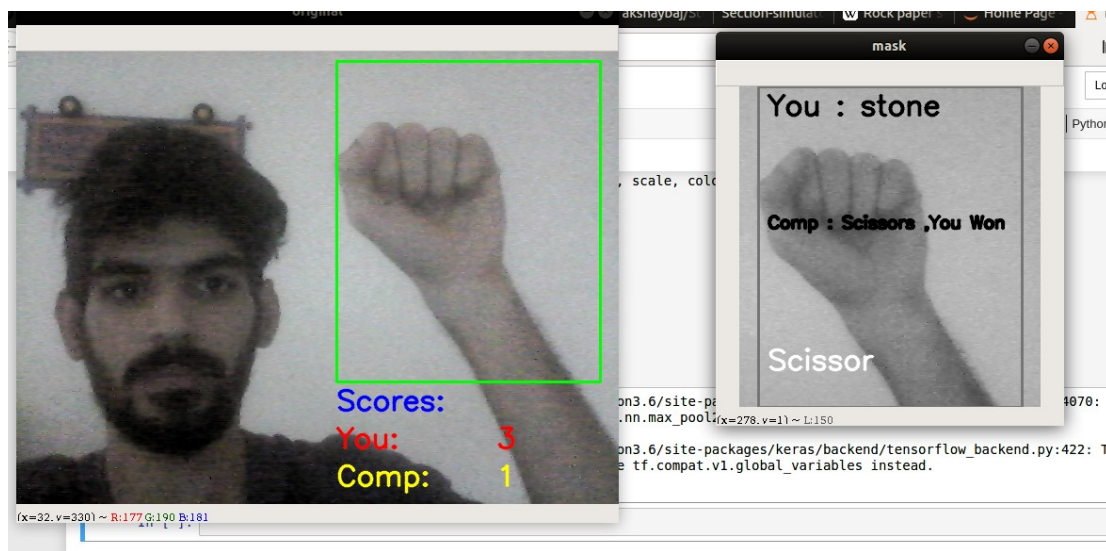 original
akshaybaj/S
Section-simulat
W Rock paper s
Home Page
mask
Lo
Python
You : stone
, scale, colo
Comp : Scissors ,You Won
Scissor
(x=278, y=1) ~ L:150
Scores:
You: 3
Comp: 1
on3.6/site-pa
4070:
.nn.max_pool2
on3.6/site-packages/keras/backend/tensorflow_backend.py:422: T
e tf.compat.v1.global_variables instead.
(x=32, y=330) ~ R:177 G:190 B:181
In [ ]: